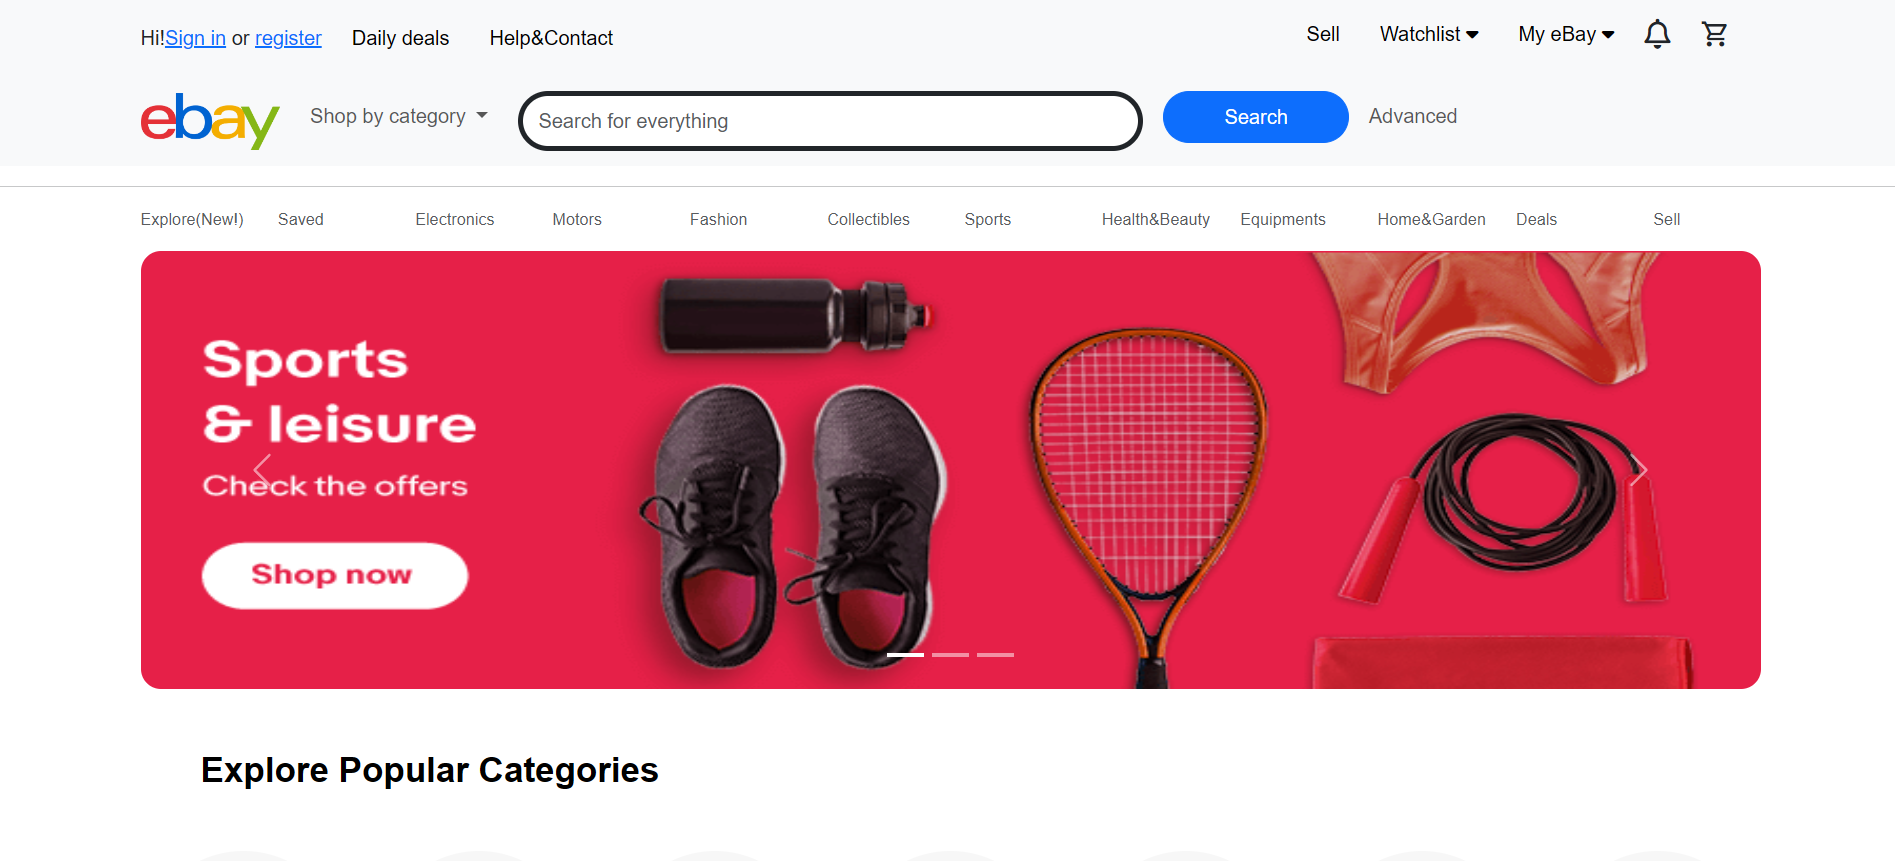 Hi!Sign in or register Daily deals Help&Contact Sell Watchlist My eBay
ebay Shop by category Search for everything Search Advanced
Explore(New!) Saved Electronics Motors Fashion Collectibles Sports Health&Beauty Equipments Home&Garden Deals Sell
Sports
& leisure
Check the offers
Shop now
Explore Popular Categories